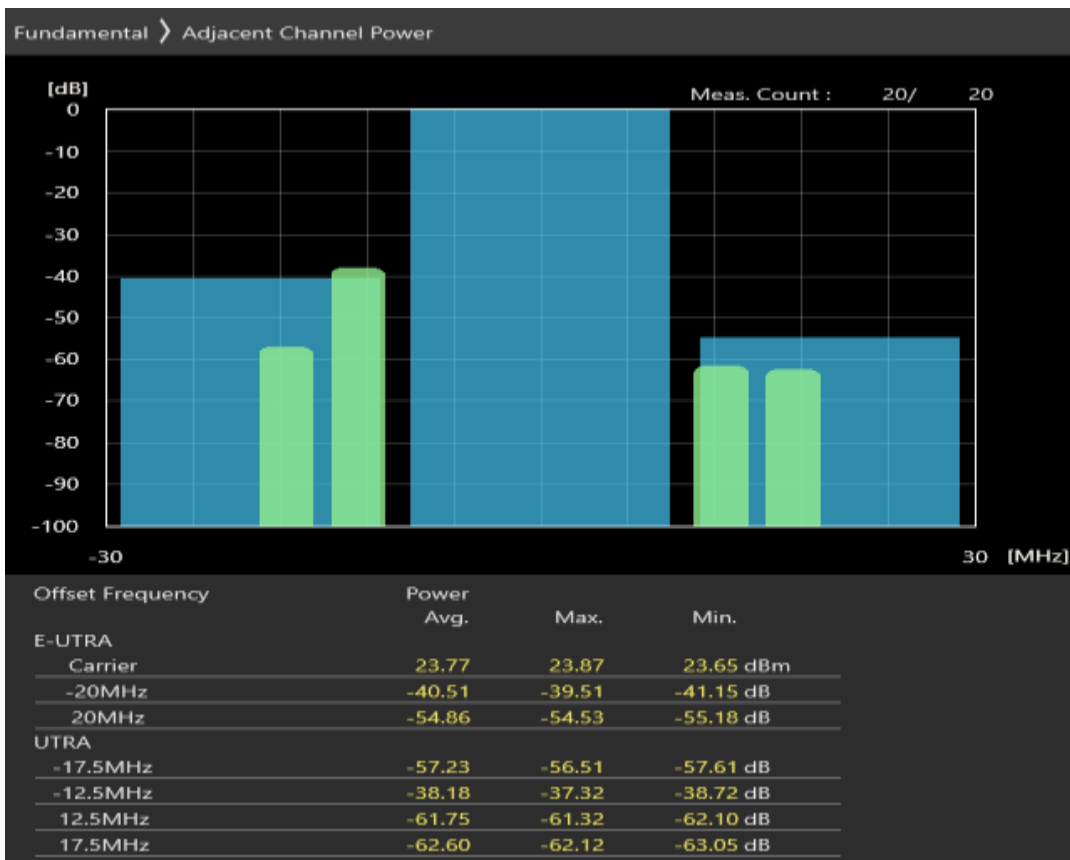 Fundamental 〉 Adjacent Channel Power
[dB]
Meas. Count : 20/ 20
0
-10
-20
-30
-40
-50
-60
-70
-80
-90
-100
-30 30 [MHz]
Offset Frequency Power
Avg. Max. Min.
E-UTRA
Carrier 23.77 23.87 23.65 dBm
-20MHz -40.51 -39.51 -41.15 dB
20MHz -54.86 -54.53 -55.18 dB
UTRA
-17.5MHz -57.23 -56.51 -57.61 dB
-12.5MHz -38.18 -37.32 -38.72 dB
12.5MHz -61.75 -61.32 -62.10 dB
17.5MHz -62.60 -62.12 -63.05 dB